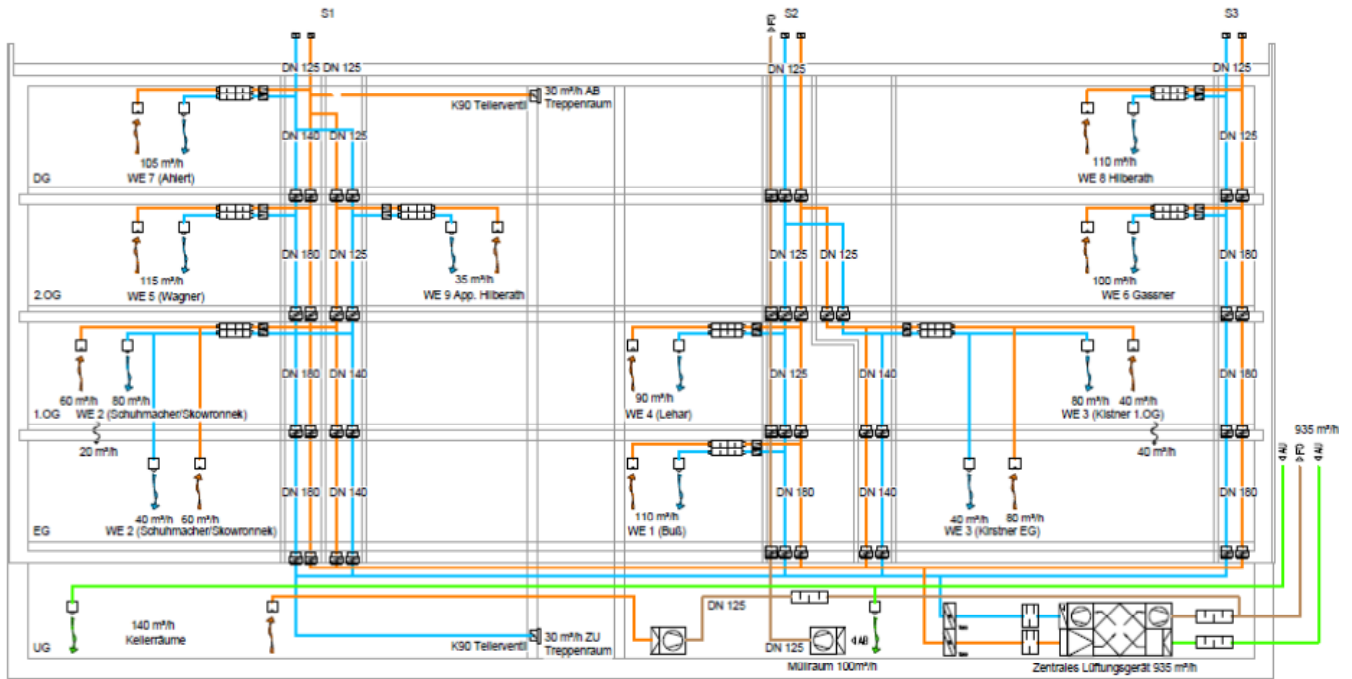 S1
S2
S3
FO
DN 125 DN 125
DN 125
DN 125
30 m³/h AB
K90 Tellerventil Treppenraum
DN 140 DN 125
DN 125
105 m³/h
WE 7 (Ahlert)
110 m³/h
WE 8 Hilberath
DG
DN 180 DN 125
DN 125 DN 125
DN 180
115 m³/h
WE 5 (Wagner)
35 m³/h
WE 9 App. Hilberath
100 m³/h
WE 6 Gassner
2.OG
DN 180 DN 140
DN 125 DN 140
DN 180
60 m³/h 80 m³/h
1.OG WE 2 (Schuhmacher/Skowronnek)
20 m³/h
90 m³/h
WE 4 (Lehar)
80 m³/h 40 m³/h
WE 3 (Kistner 1.OG)
40 m³/h
935 m³/h
AU FO AU
DN 180 DN 140
DN 180 DN 140
DN 180
40 m³/h 60 m³/h
WE 2 (Schuhmacher/Skowronnek)
110 m³/h
WE 1 (Buß)
40 m³/h 80 m³/h
WE 3 (Kirstner EG)
EG
DN 125
140 m³/h
Kellerräume
30 m³/h ZU
K90 Tellerventil Treppenraum
UG
DN 125
AB
Müllraum 100m³/h
Zentrales Lüftungsgerät 935 m³/h